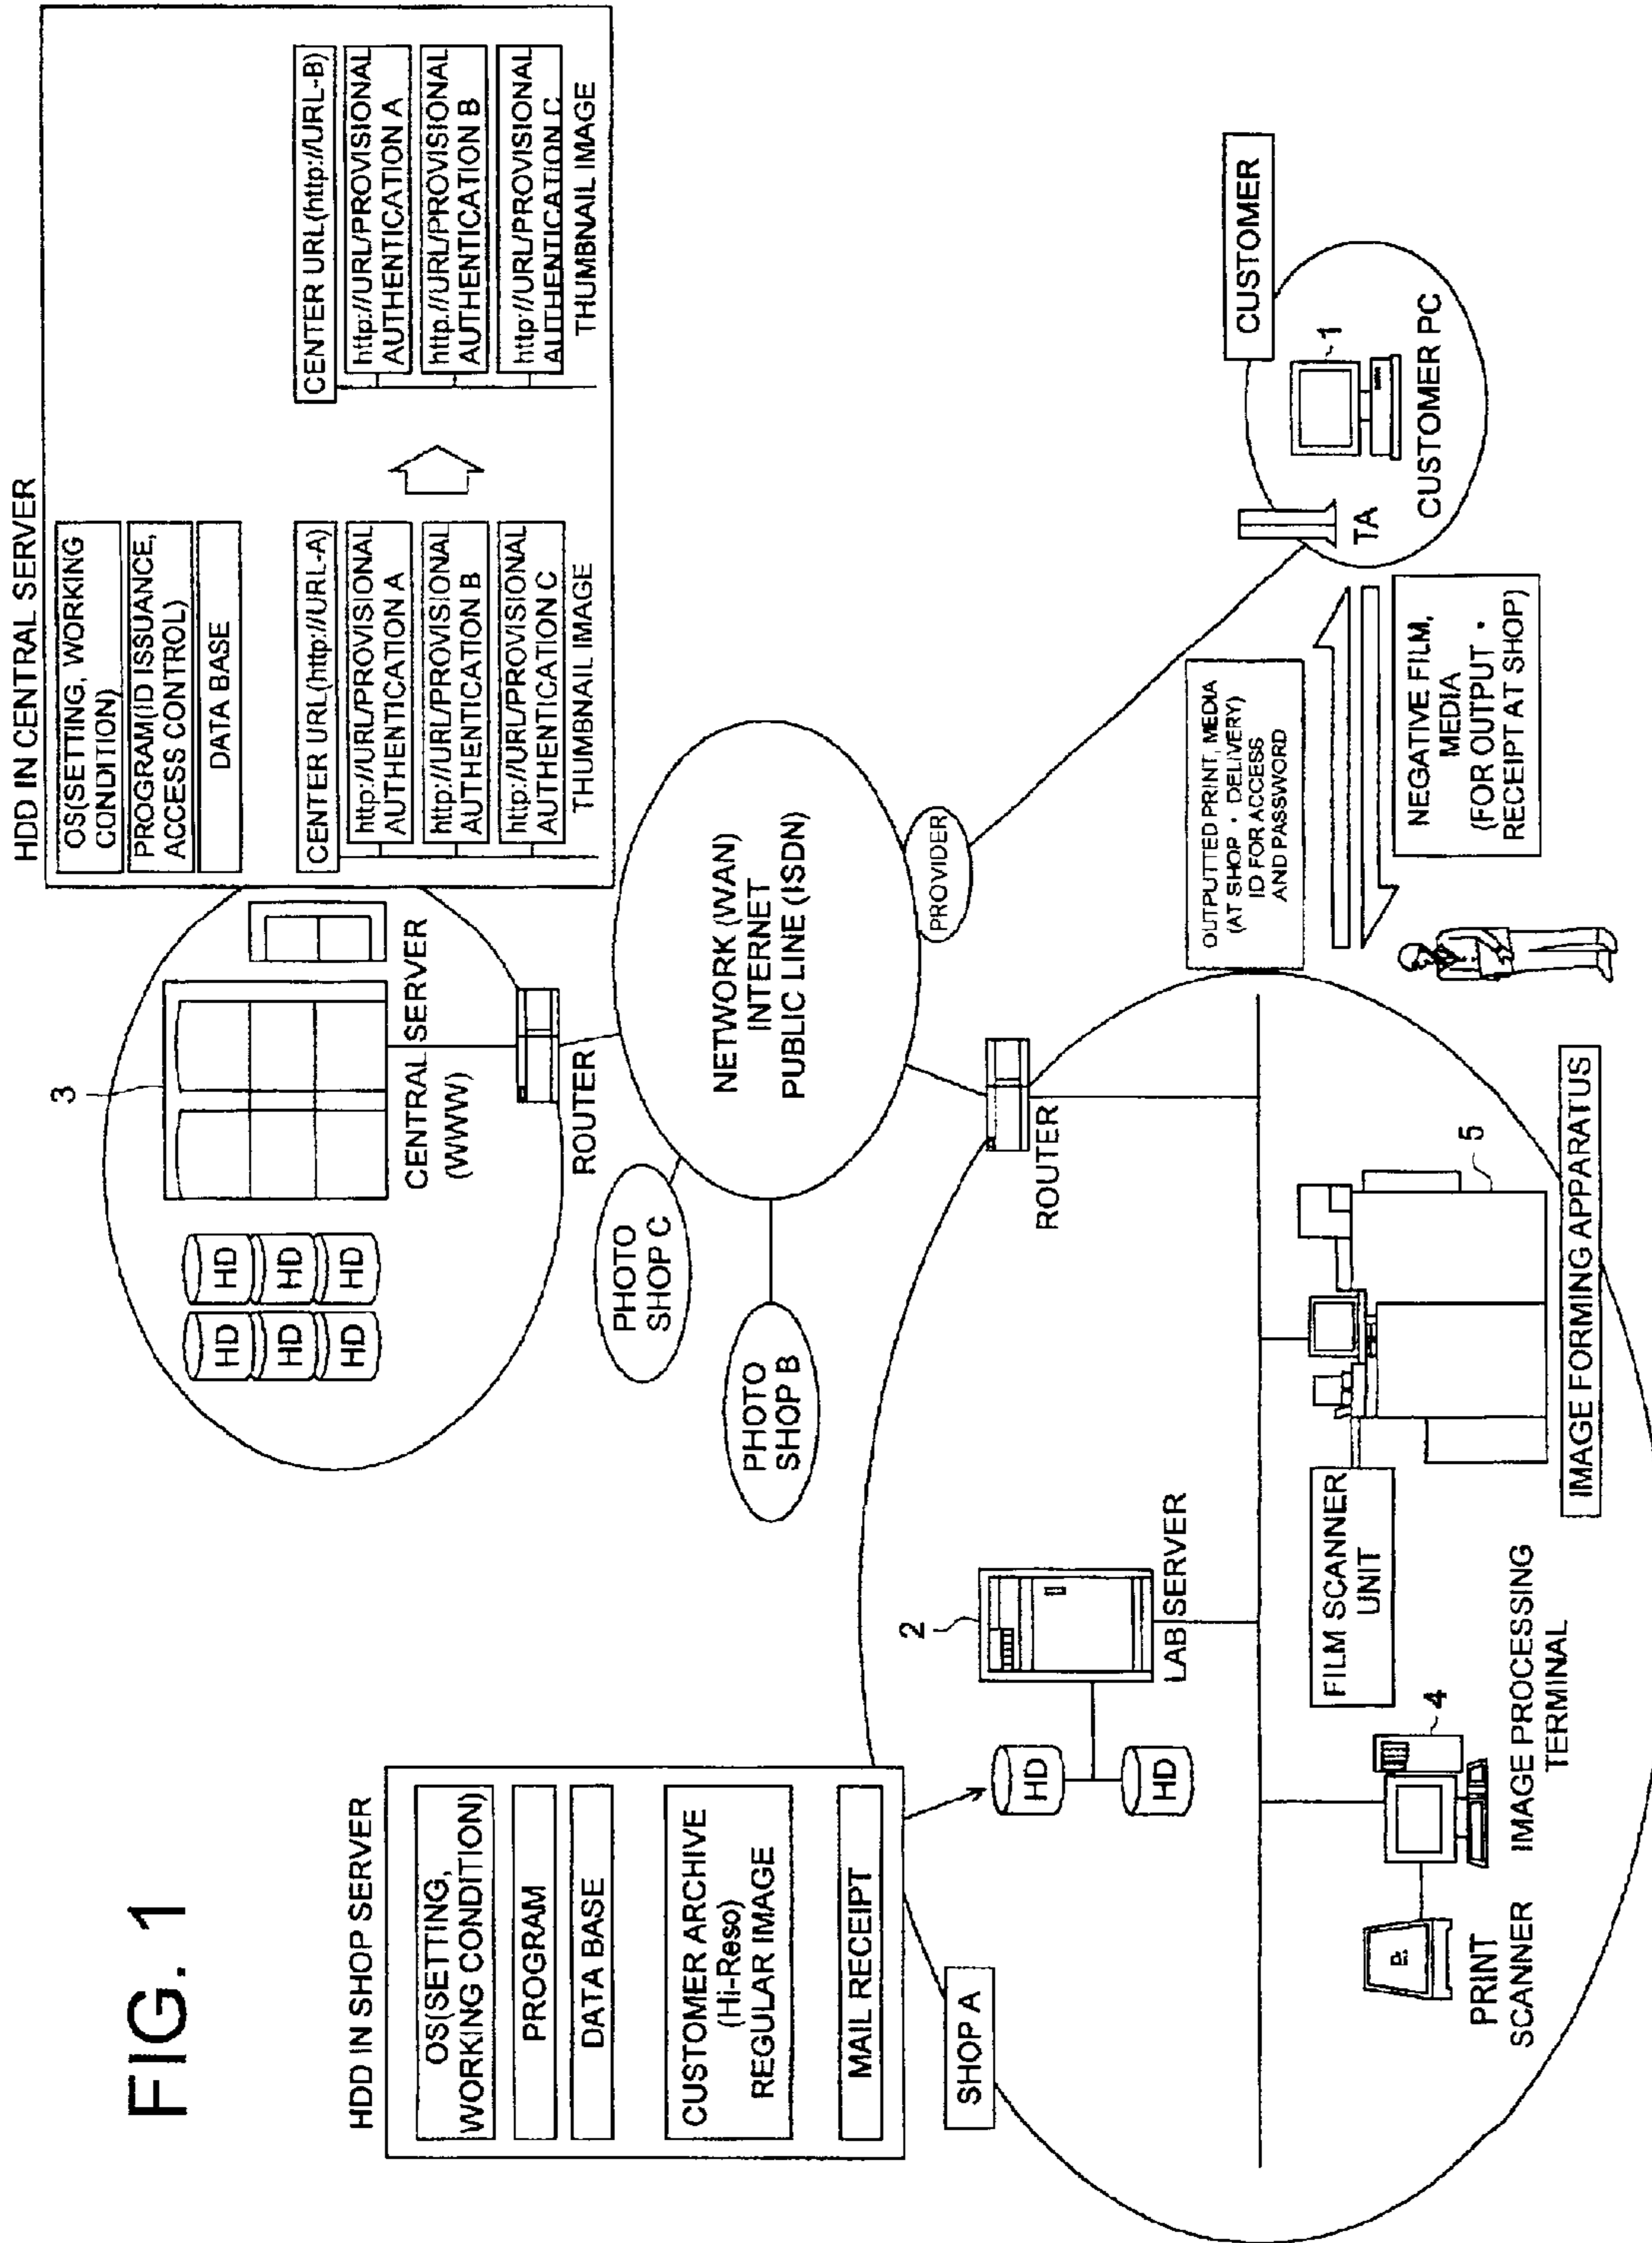 FIG. 1
HDD IN SHOP SERVER
OS(SETTING,
WORKING CONDITION)
PROGRAM
DATA BASE
CUSTOMER ARCHIVE
(Hi-Reso)
REGULAR IMAGE
MAIL RECEIPT
SHOP A
HD
HD
2
LAB SERVER
PRINT
SCANNER
4
IMAGE PROCESSING
TERMINAL
FILM SCANNER
UNIT
5
IMAGE FORMING APPARATUS
ROUTER
PHOTO
SHOP B
PHOTO
SHOP C
3
HD
HD
HD
HD
HD
HD
CENTRAL SERVER
(WWW)
ROUTER
NETWORK (WAN)
INTERNET
PUBLIC LINE (ISDN)
PROVIDER
HDD IN CENTRAL SERVER
OS(SETTING, WORKING
CONDITION)
PROGRAM(ID ISSUANCE,
ACCESS CONTROL)
DATA BASE
CENTER URL(http://URL-A)
http://URL/PROVISIONAL
AUTHENTICATION A
http://URL/PROVISIONAL
AUTHENTICATION B
http://URL/PROVISIONAL
AUTHENTICATION C
THUMBNAIL IMAGE
CENTER URL(http://URL-B)
http://URL/PROVISIONAL
AUTHENTICATION A
http://URL/PROVISIONAL
AUTHENTICATION B
http://URL/PROVISIONAL
AUTHENTICATION C
THUMBNAIL IMAGE
OUTPUTTED PRINT, MEDIA
(AT SHOP • DELIVERY)
ID FOR ACCESS
AND PASSWORD
NEGATIVE FILM,
MEDIA
(FOR OUTPUT •
RECEIPT AT SHOP)
CUSTOMER
1
TA
CUSTOMER PC